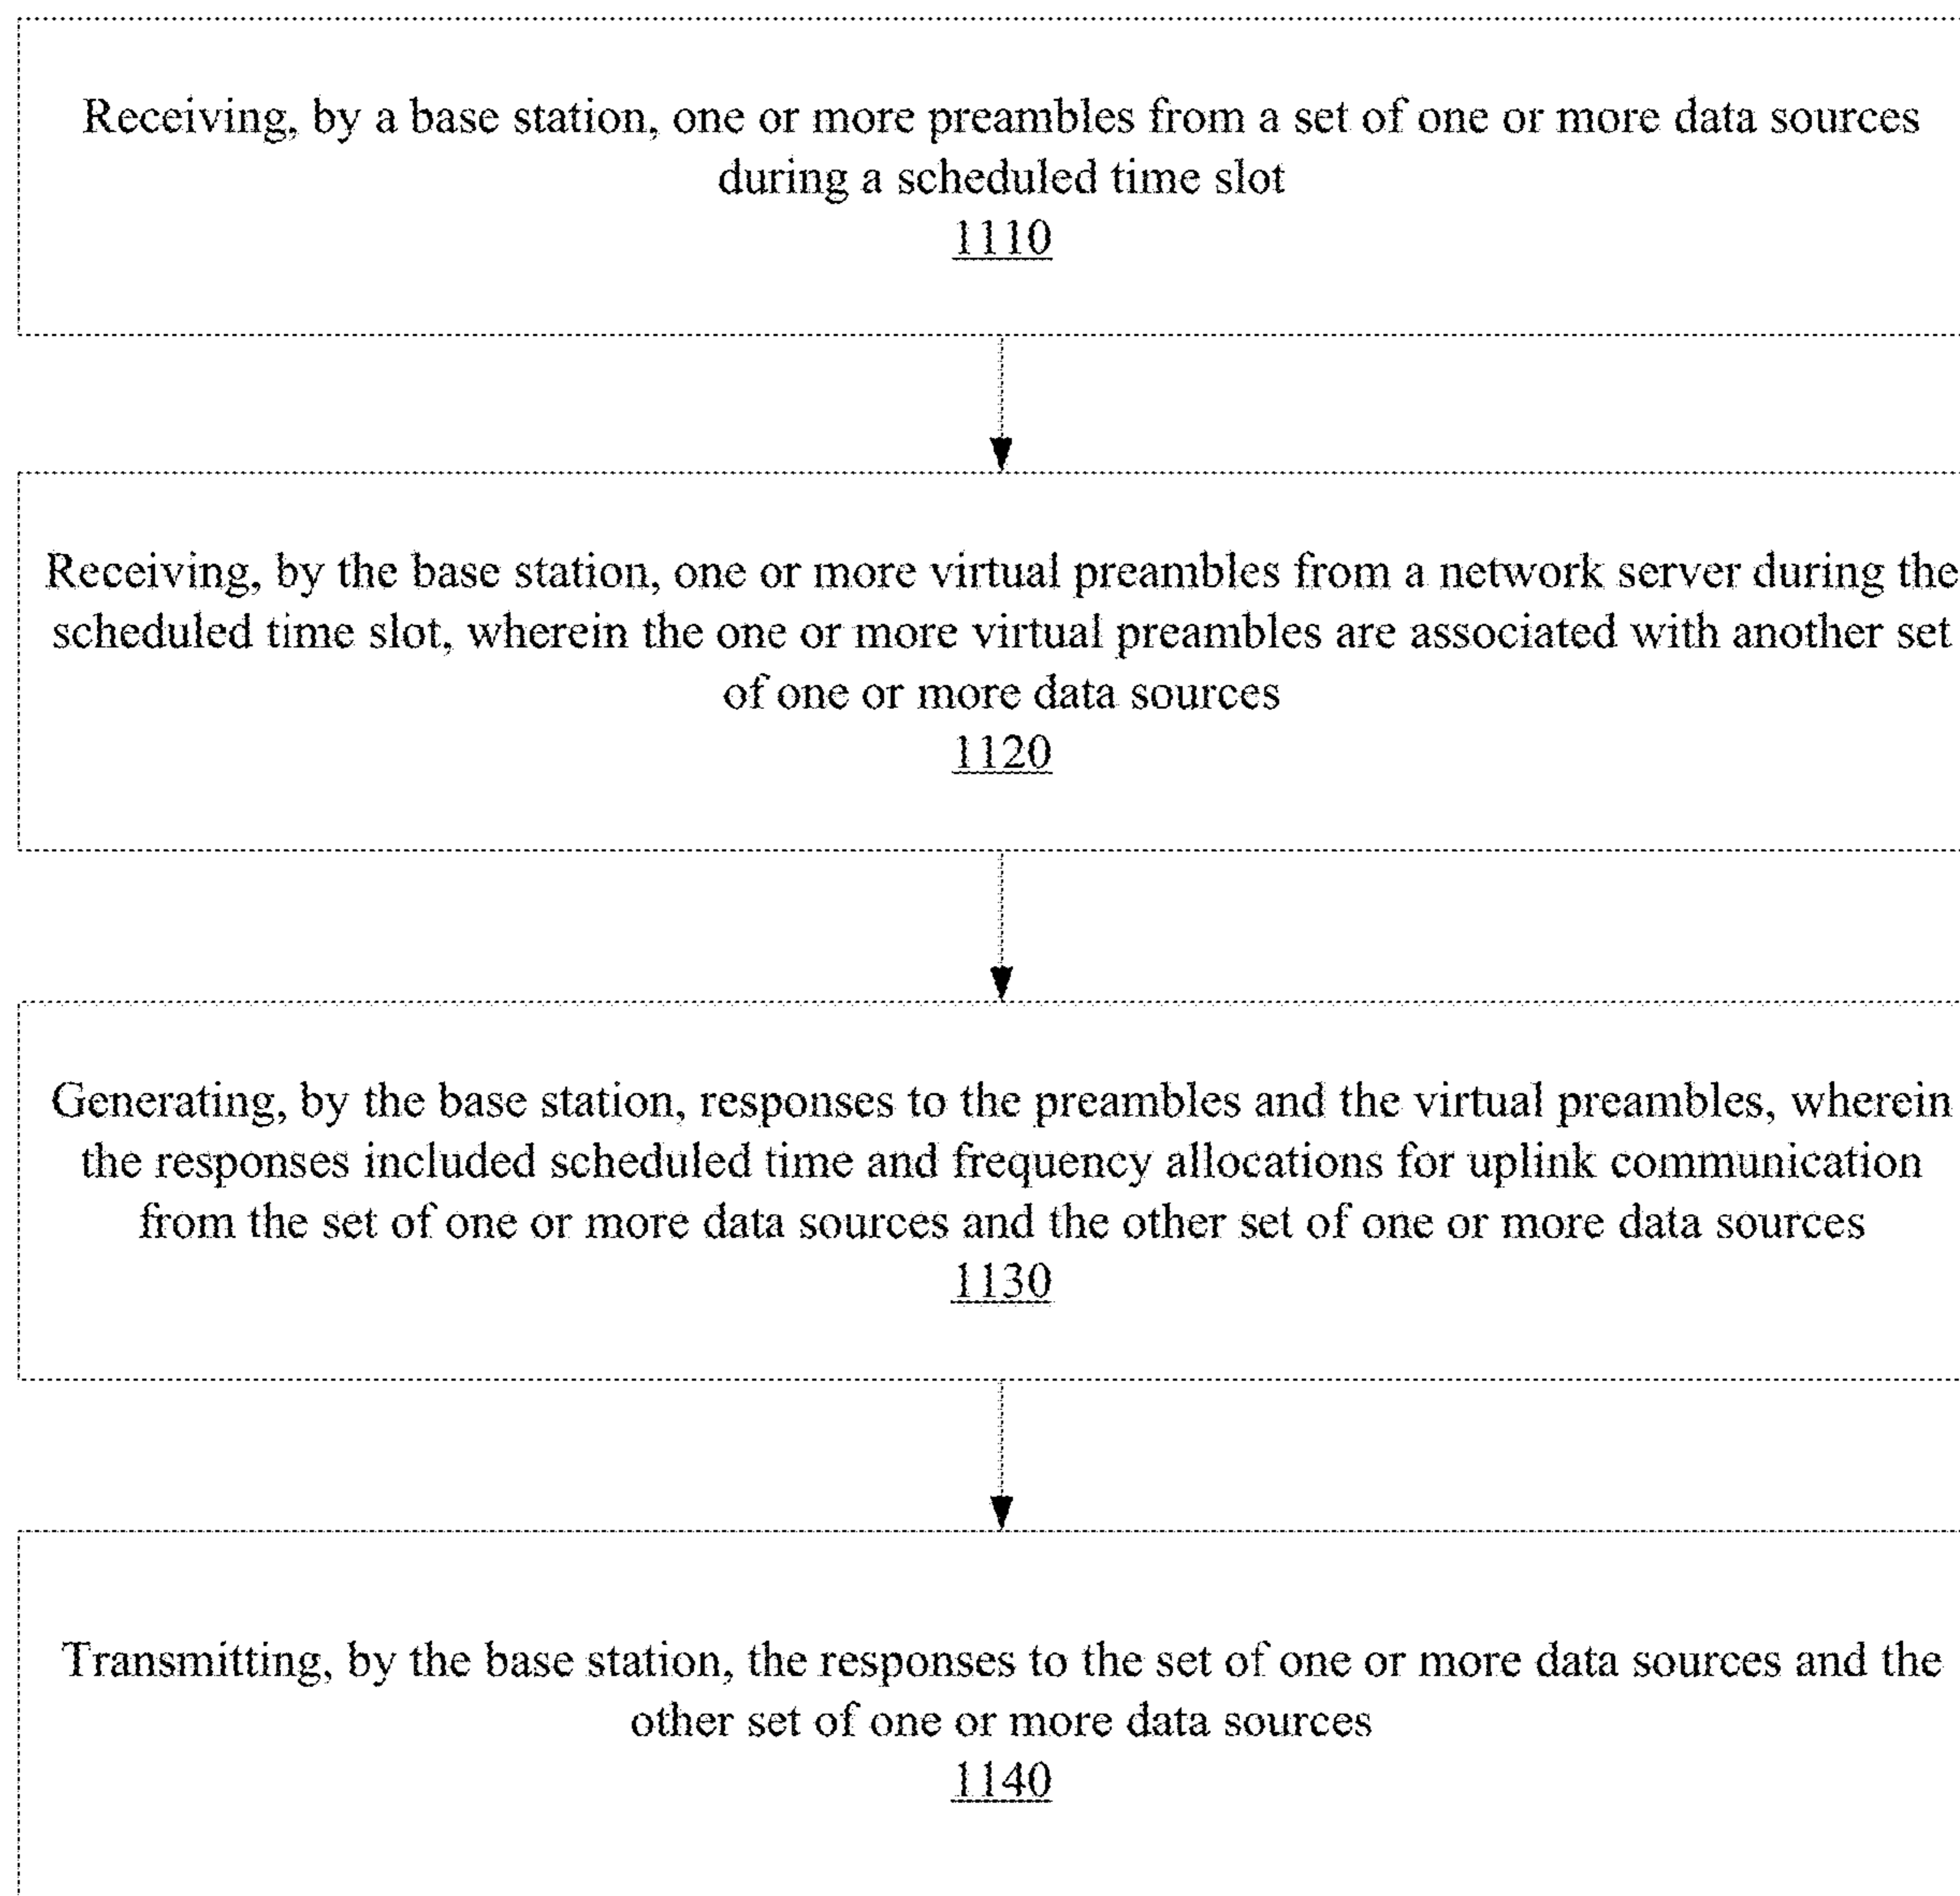 Receiving, by a base station, one or more preambles from a set of one or more data sources
during a scheduled time slot
1110
Receiving, by the base station, one or more virtual preambles from a network server during the
scheduled time slot, wherein the one or more virtual preambles are associated with another set
of one or more data sources
1120
Generating, by the base station, responses to the preambles and the virtual preambles, wherein
the responses included scheduled time and frequency allocations for uplink communication
from the set of one or more data sources and the other set of one or more data sources
1130
Transmitting, by the base station, the responses to the set of one or more data sources and the
other set of one or more data sources
1140